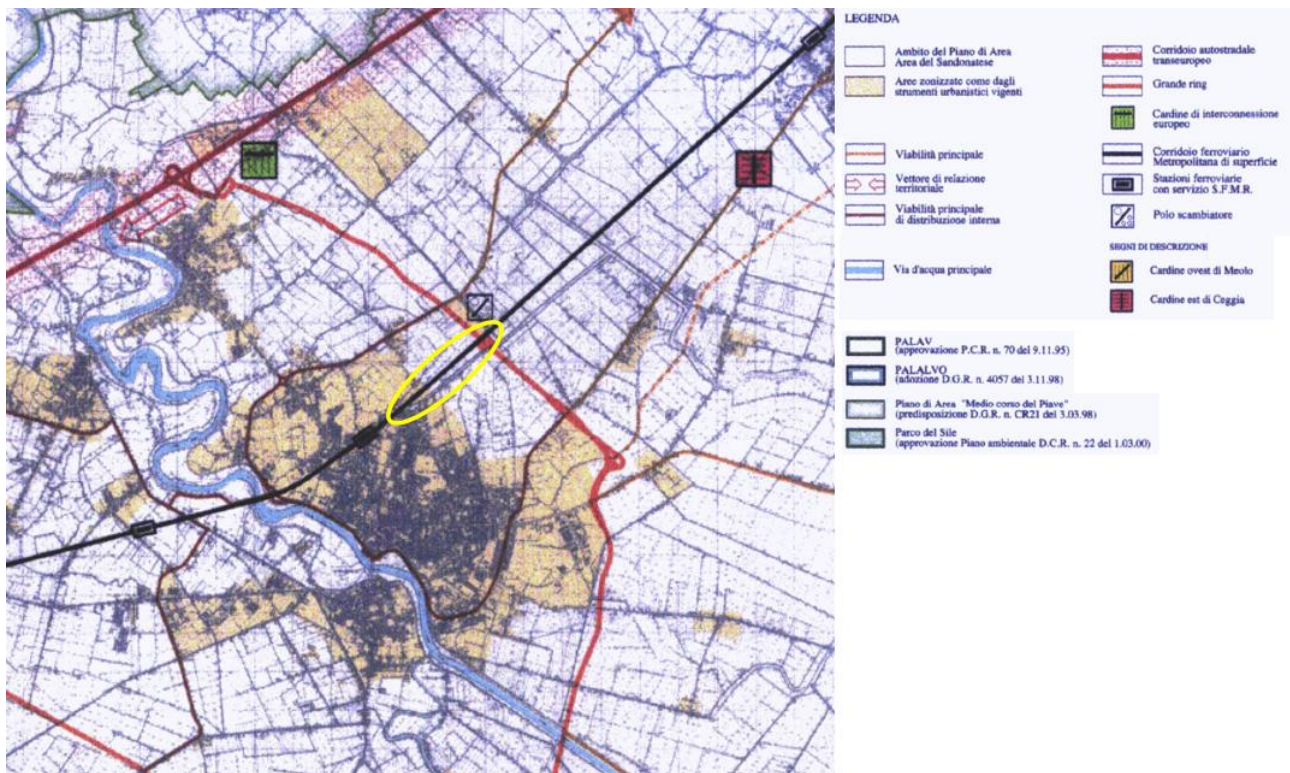 LEGENDA
Ambito del Piano di Area
Area del Sandonatese
Aree zonizzate come dagli
strumenti urbanistici vigenti
Viabilità principale
Vettore di relazione
territoriale
Viabilità principale
di distribuzione interna
Via d'acqua principale
Corridoio autostradale
transeuropeo
Grande ring
Cardine di interconnessione
europeo
Corridoio ferroviario
Metropolitana di superficie
Stazioni ferroviarie
con servizio S.F.M.R.
Polo scambiatore
SEGNI DI DESCRIZIONE
Cardine ovest di Meolo
Cardine est di Ceggia
PALAV
(approvazione P.C.R. n. 70 del 9.11.95)
PALALVO
(adozione D.G.R. n. 4057 del 3.11.98)
Piano di Area "Medio corso del Piave"
(predisposizione D.G.R. n. CR21 del 3.03.98)
Parco del Sile
(approvazione Piano ambientale D.C.R. n. 22 del 1.03.00)